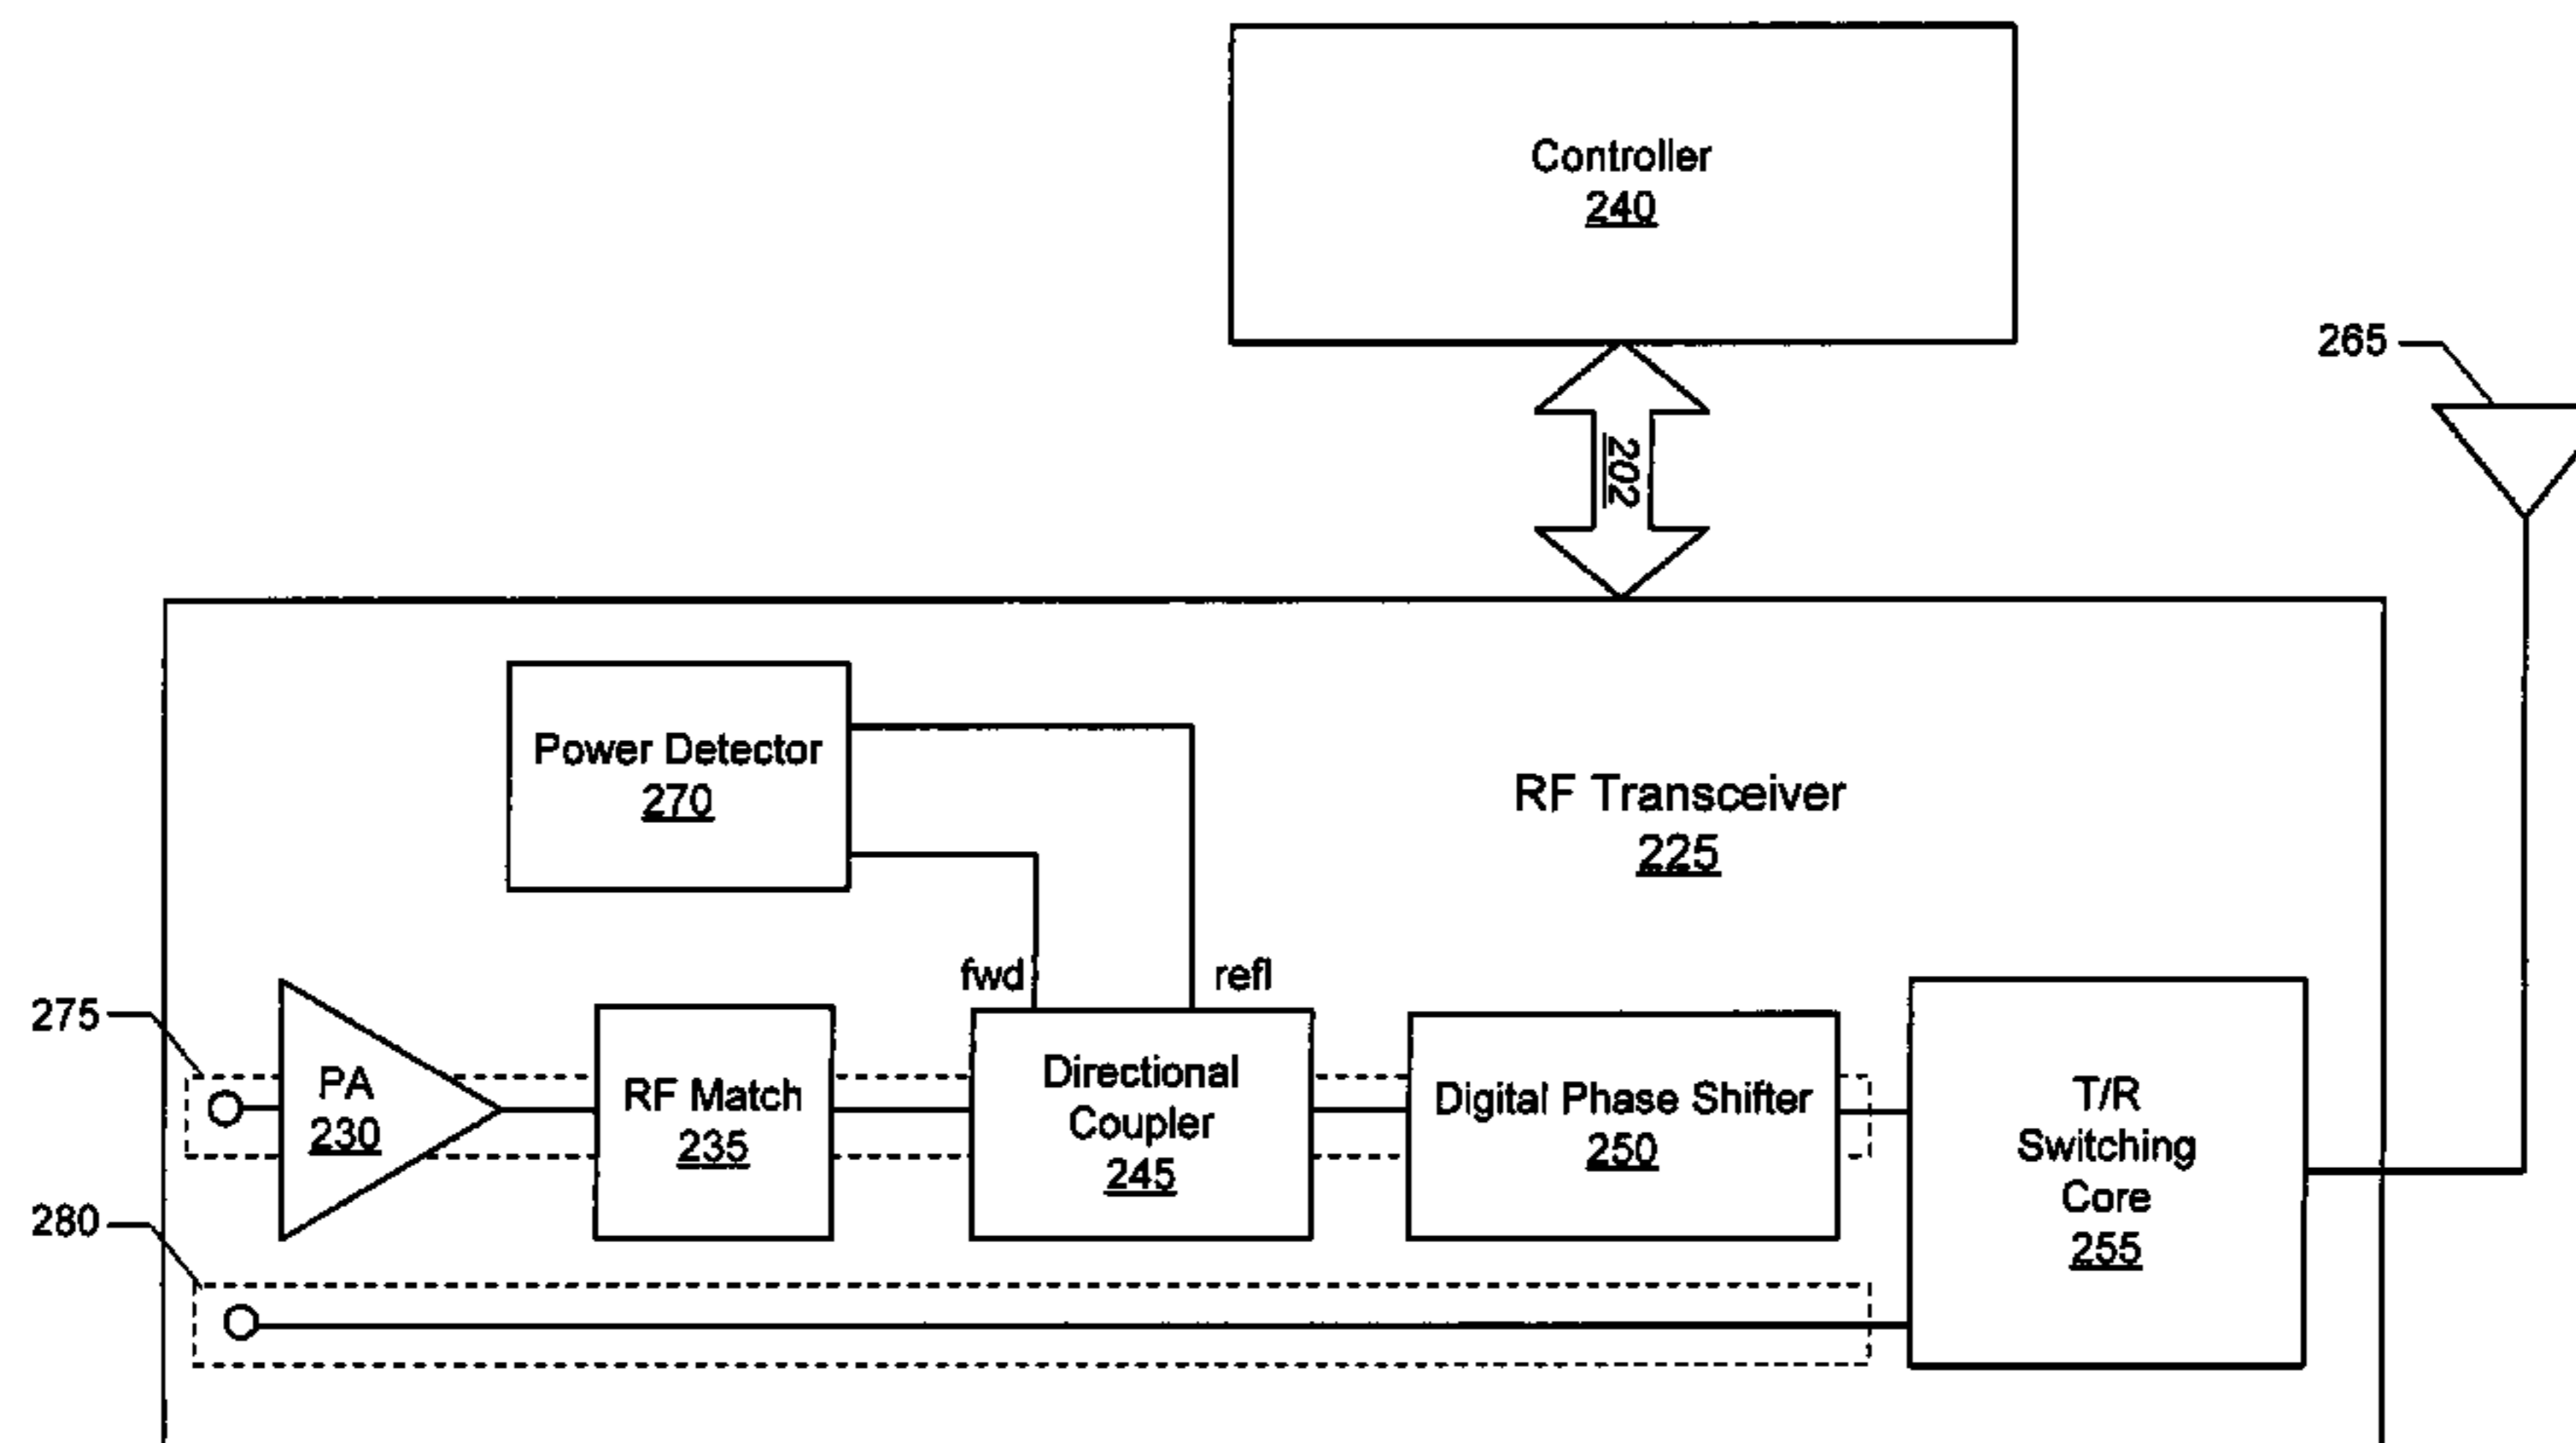 Controller
240
265
202
Power Detector
270
RF Transceiver
225
fwd
refl
275
PA
230
RF Match
235
Directional
Coupler
245
Digital Phase Shifter
250
T/R
Switching
Core
255
280